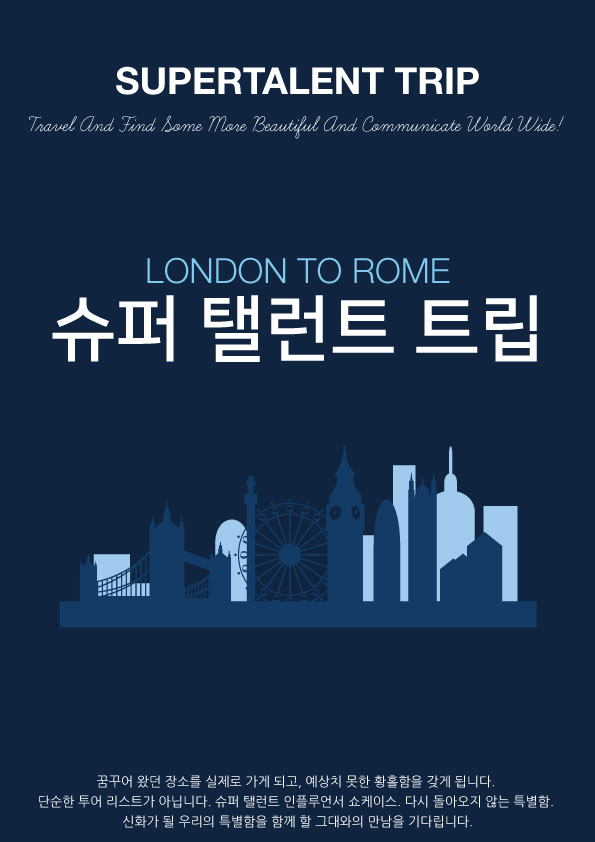 SUPERTALENT TRIP
Travel And Find Some More Beautiful And Communicate World Wide!
LONDON TO ROME
슈퍼 탤런트 트립
꿈꾸어 왔던 장소를 실제로 가게 되고, 예상치 못한 황홀함을 갖게 됩니다.
단순한 투어 리스트가 아닙니다. 슈퍼 탤런트 인플루언서 쇼케이스. 다시 돌아오지 않는 특별함.
신화가 될 우리의 특별함을 함께 할 그대와의 만남을 기다립니다.